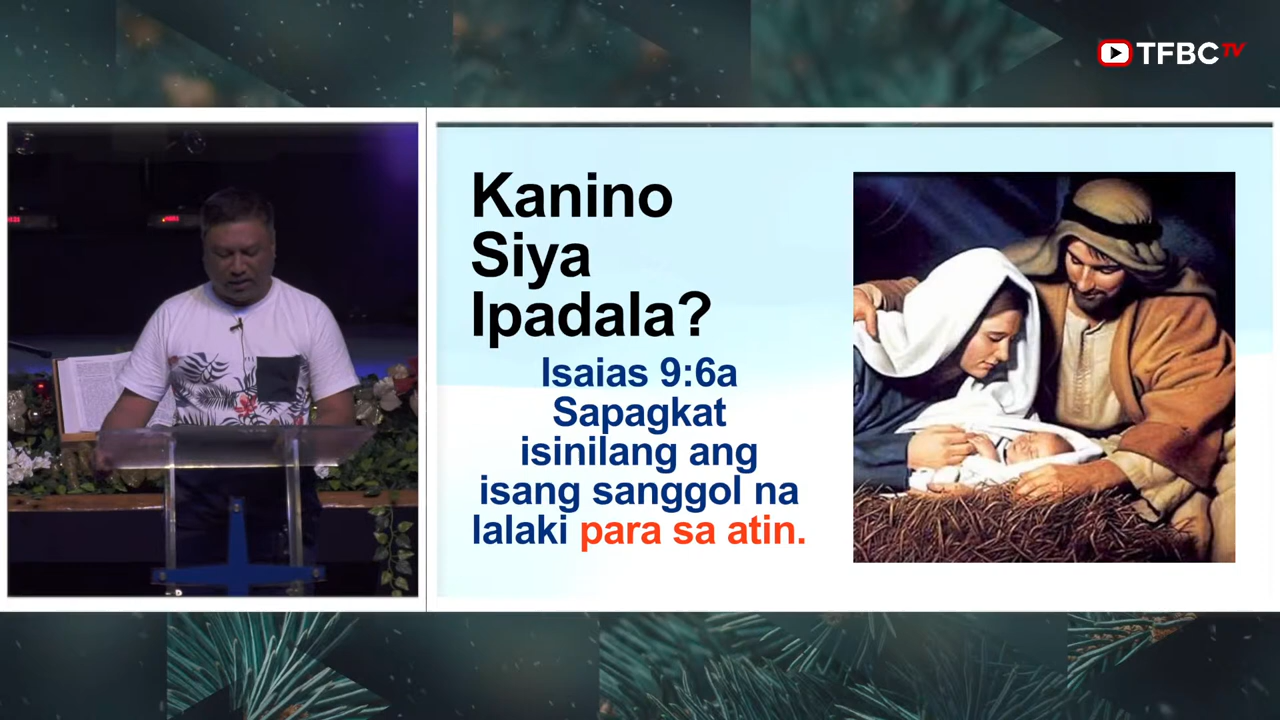 TFBC TV
Kanino
Siya
Ipadala?
Isaias 9:6a
Sapagkat
isinilang ang
isang sanggol na
lalaki para sa atin.